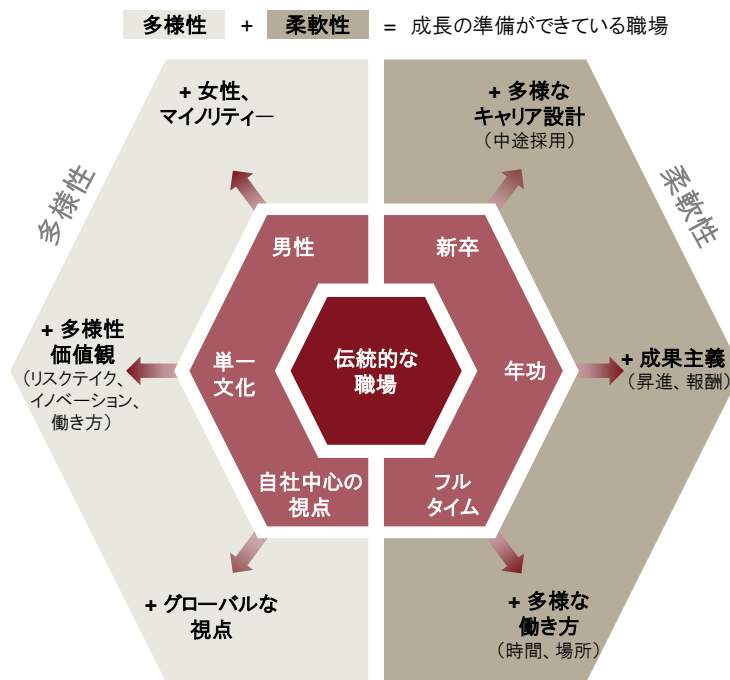 多様性 + 柔軟性 = 成長の準備ができている職場
+ 女性、
マイノリティー
+ 多様な
キャリア設計
（中途採用）
多様性
柔軟性
男性
新卒
+ 多様性
価値観
（リスクテイク、
イノベーション、
働き方）
単一
文化
伝統的な
職場
年功
+ 成果主義
（昇進、報酬）
自社中心の
視点
フル
タイム
+ グローバルな
視点
+ 多様な
働き方
（時間、場所）